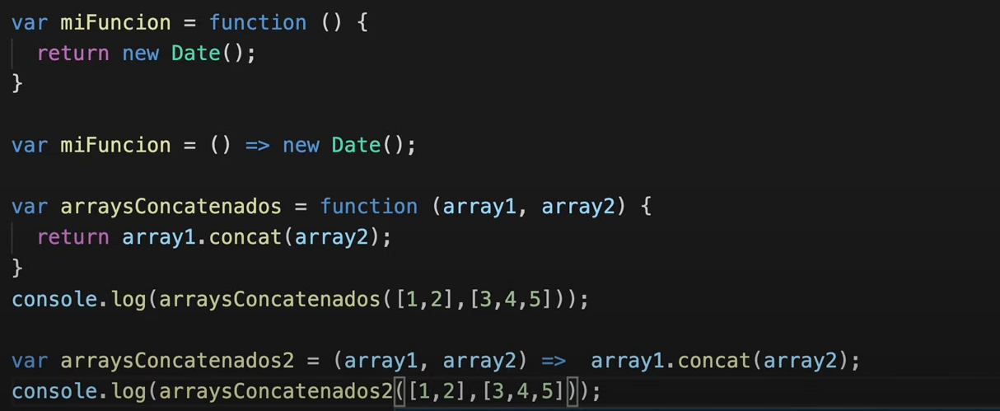 var miFuncion = function () {
  return new Date();
}
var miFuncion = () => new Date();
var arraysConcatenados = function (array1, array2) {
  return array1.concat(array2);
}
console.log(arraysConcatenados([1,2],[3,4,5]));
var arraysConcatenados2 = (array1, array2) =>  array1.concat(array2);
console.log(arraysConcatenados2([1,2],[3,4,5]));